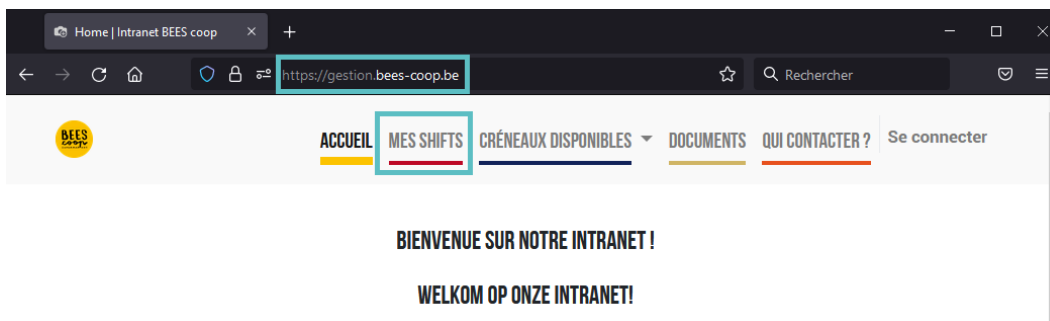 Home | Intranet BEES coop
https://gestion.bees-coop.be
Rechercher
BEES
coop
ACCUEIL MES SHIFTS CRÉNEAUX DISPONIBLES DOCUMENTS QUI CONTACTER ? Se connecter
BIENVENUE SUR NOTRE INTRANET !
WELKOM OP ONZE INTRANET!